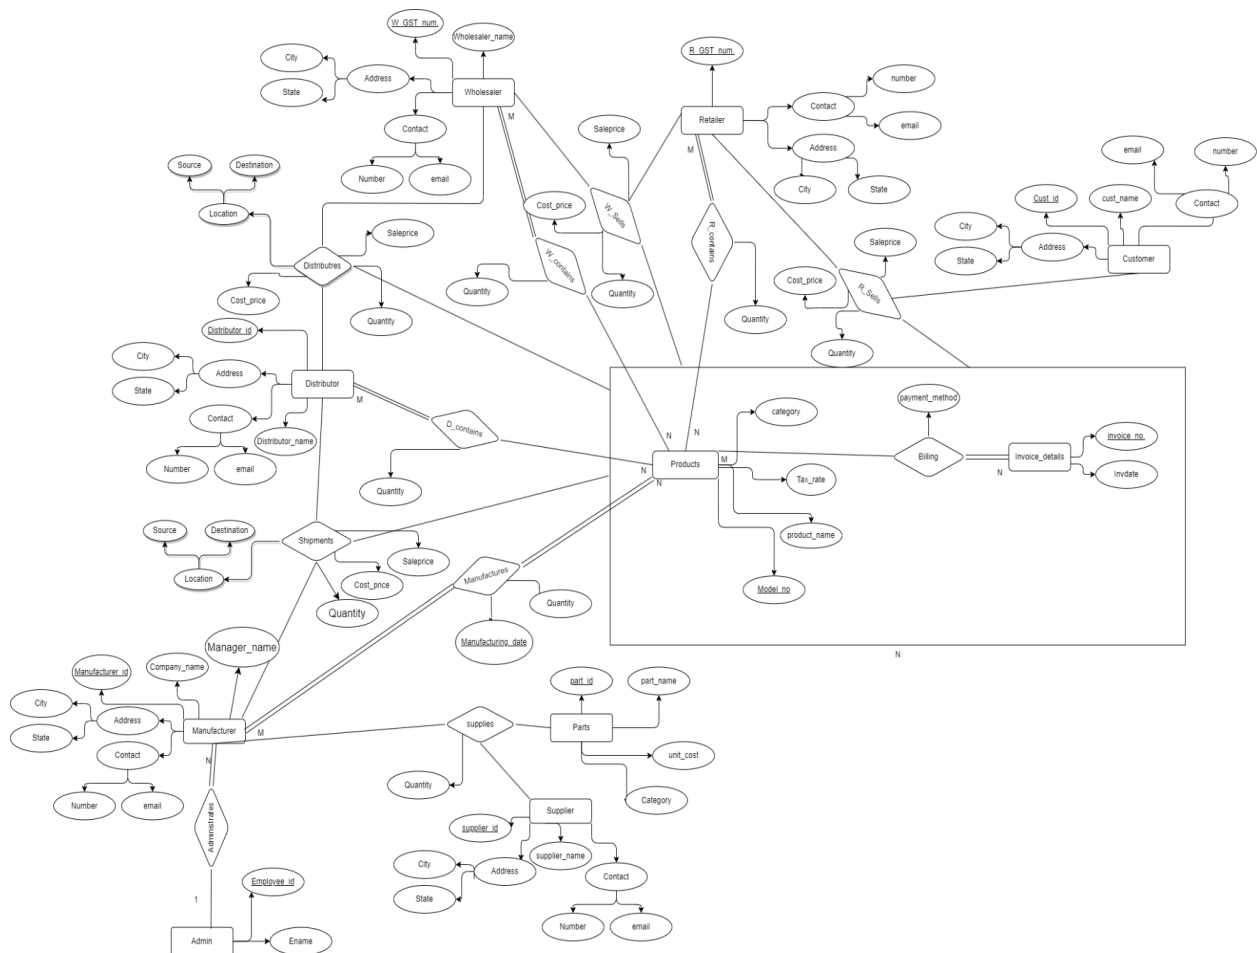 W_GST_num.
Wholesaler_name
City
Address
State
Wholesaler
M
Contact
Number
email
R_GST_num.
Retailer
M
Contact
number
email
Address
City
State
Saleprice
Source
Destination
Location
Distributres
Saleprice
Cost_price
Quantity
W_Sells
Cost_price
Quantity
W_contains
Quantity
R_contains
Quantity
R_Sells
Saleprice
Cost_price
Quantity
email
number
Contact
Cust_id
cust_name
City
Address
State
Customer
Distributor_id
City
Address
State
Distributor
M
Contact
Distributor_name
Number
email
D_contains
Quantity
N
N
N
N
M
Products
category
Tax_rate
product_name
Model_no
payment_method
Billing
Invoice_details
N
invoice_no.
Invdate
N
Source
Destination
Location
Shipments
Saleprice
Cost_price
Quantity
Manufactures
Quantity
Manufacturing_date
Manager_name
Company_name
Manufacturer_id
City
Address
State
Manufacturer
M
N
Contact
Number
email
supplies
Quantity
part_id
part_name
Parts
unit_cost
Category
Supplier
supplier_id
supplier_name
City
Address
State
Contact
Number
email
Administrates
1
Employee_id
Admin
Ename